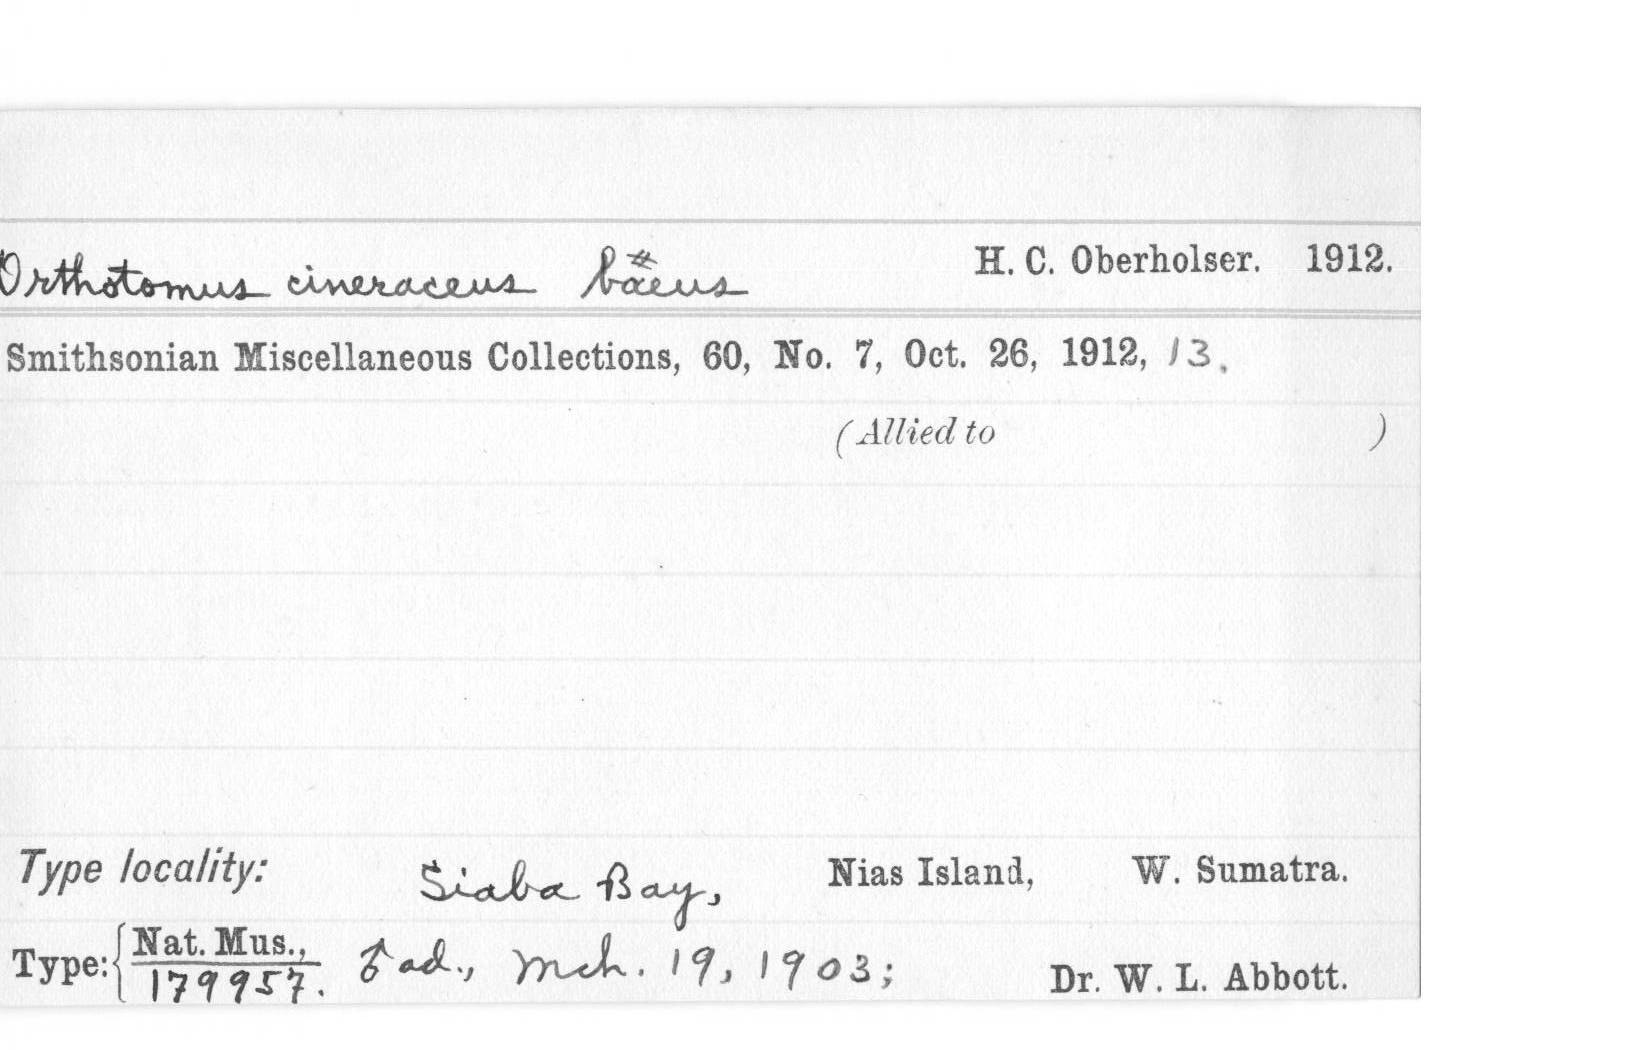 Orthotomus cineraceus bäeus H. C. Oberholser. 1912.
Smithsonian Miscellaneous Collections, 60, No. 7, Oct. 26, 1912, 13.
(Allied to )
Type locality: Siaba Bay, Nias Island, W. Sumatra.
Type: { Nat. Mus., ♂ ad., Mch. 19, 1903; Dr. W. L. Abbott.
179957.